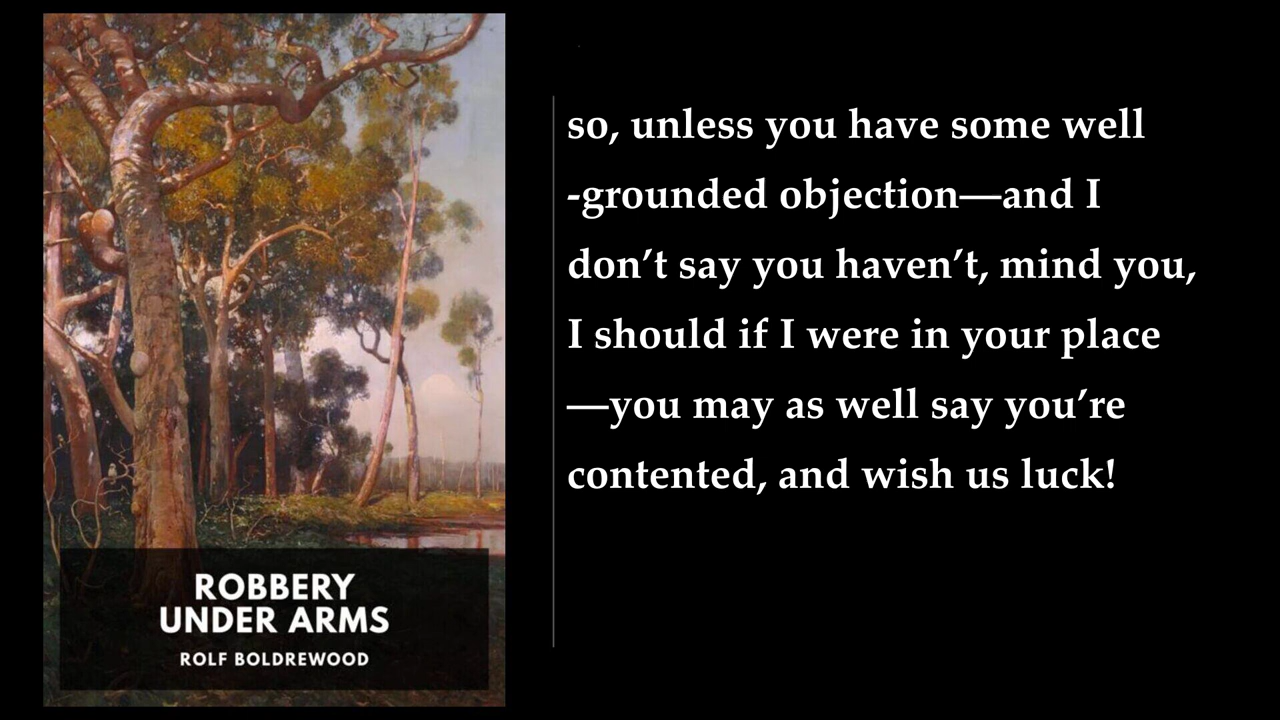 so, unless you have some well
-grounded objection—and I
don’t say you haven’t, mind you,
I should if I were in your place
—you may as well say you’re
contented, and wish us luck!
ROBBERY
UNDER ARMS
ROLF BOLDREWOOD